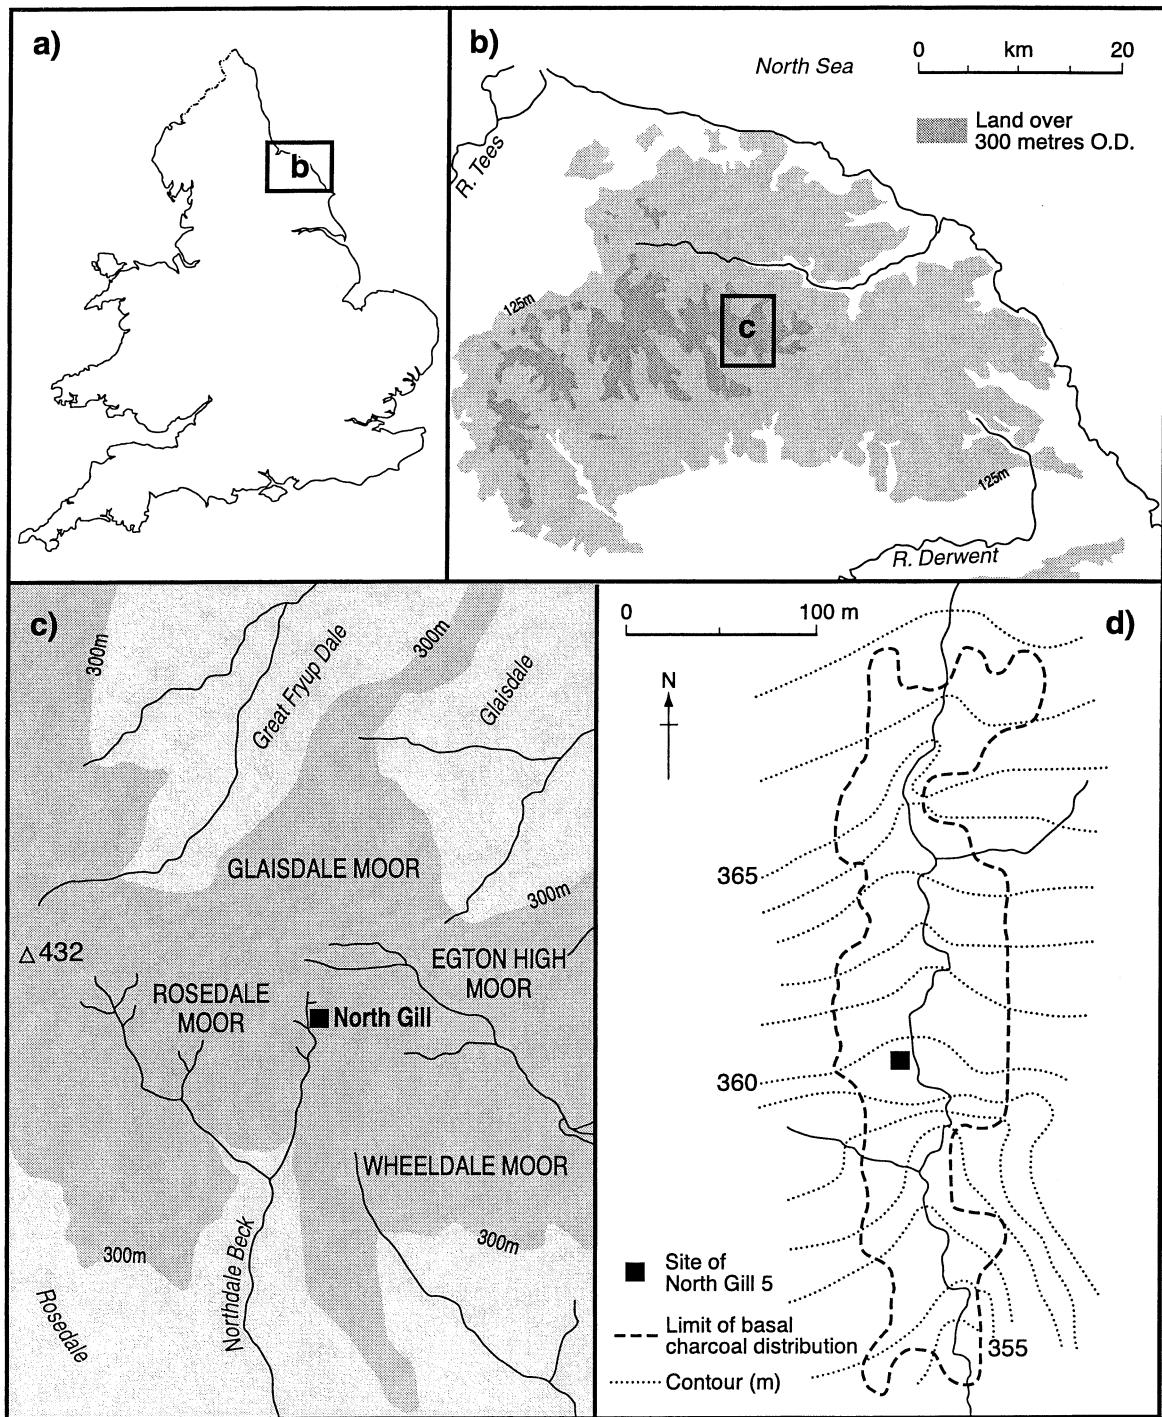 a)
b
b)
North Sea
0 km 20
Land over
300 metres O.D.
R. Tees
125m
c
125m
R. Derwent
c)
300m
Great Fryup Dale
300m
Glaisdale
GLAISDALE MOOR
300m
432
EGTON HIGH
MOOR
ROSEDALE
MOOR
North Gill
WHEELDALE MOOR
300m
300m
Northdale Beck
Rosedale
d)
0 100 m
N
365
360
355
Site of
North Gill 5
Limit of basal
charcoal distribution
Contour (m)